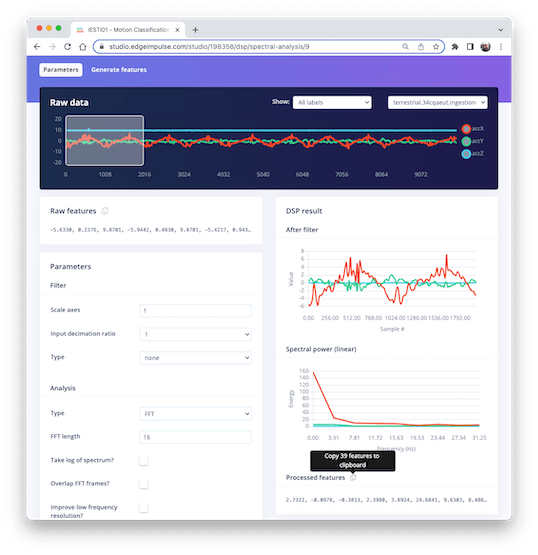 IESTI01 - Motion Classification
studio.edgeimpulse.com/studio/198358/dsp/spectral-analysis/9
Parameters
Generate features
Raw data
Show:
All labels
terrestrial.34cqaeut.ingestion
20
10
0
-10
-20
0 1008 2016 3024 4032 5040 6048 7056 8064 9072
accX
accY
accZ
Raw features
-5.6330, 0.2376, 9.8701, -5.9442, 0.4830, 9.8701, -5.4217, 0.943…
Parameters
Filter
Scale axes
1
Input decimation ratio
1
Type
none
Analysis
Type
FFT
FFT length
16
Take log of spectrum?
Overlap FFT frames?
Improve low frequency
resolution?
DSP result
After filter
Value
8
6
4
2
0
-2
-4
-6
0.00 256.00 512.00 768.00 1024.00 1280.00 1536.00 1792.00
Sample #
Spectral power (linear)
Energy
160
140
120
100
80
60
40
20
0
0.00 3.91 7.81 11.72 15.63 19.53 23.44 27.34 31.25
Frequency (Hz)
Copy 39 features to
clipboard
Processed features
2.7322, -0.0978, -0.3813, 2.3980, 3.8924, 24.6841, 9.6303, 8.486…